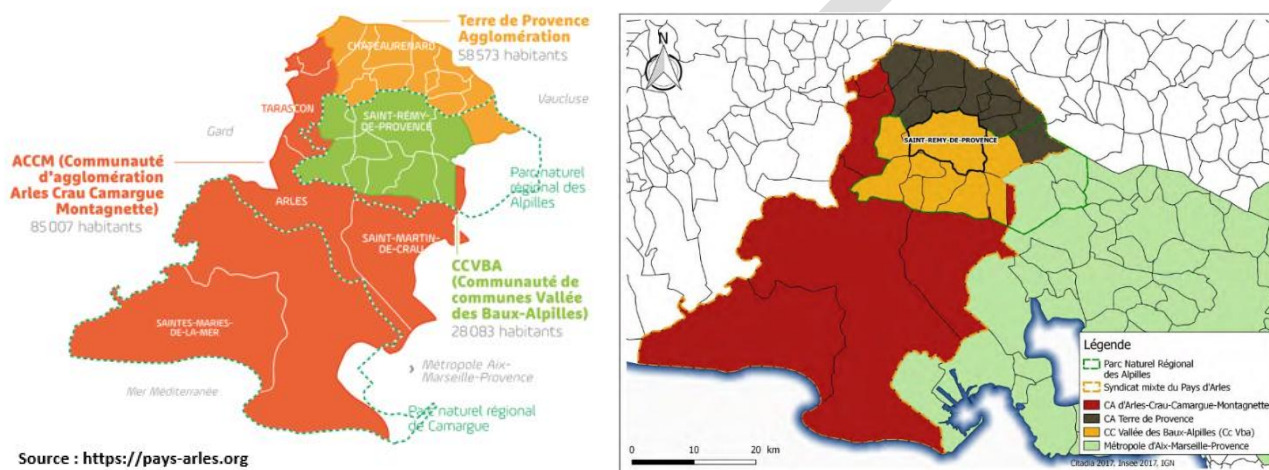 Terre de Provence
Agglomération
58 573 habitants
CHÂTEAURENARD
Vaucluse
TARASCON
SAINT-RÉMY-
DE-PROVENCE
Gard
ACCM (Communauté
d'agglomération
Arles Crau Camargue
Montagnette)
85 007 habitants
Parc naturel
régional des
Alpilles
ARLES
SAINT-MARTIN-
DE-CRAU
CCVBA
(Communauté de
communes Vallée
des Baux-Alpilles)
28 083 habitants
SAINTES-MARIES-
DE-LA-MER
› Métropole Aix-
Marseille-Provence
Mer Méditerranée
Parc naturel régional
de Camargue
Source : https://pays-arles.org
N
SAINT-REMY-DE-PROVENCE
Légende
Parc Naturel Régional
des Alpilles
Syndicat mixte du Pays d'Arles
CA d'Arles-Crau-Camargue-Montagnette
CA Terre de Provence
CC Vallée des Baux-Alpilles (Cc Vba)
Métropole d'Aix-Marseille-Provence
0 10 20 km
Citadia 2017, Insee 2017, IGN